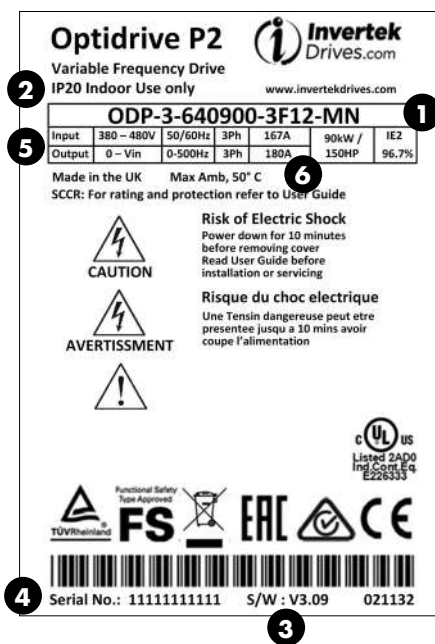 Optidrive P2
Invertek
Drives.com
Variable Frequency Drive
2 IP20 Indoor Use only
www.invertekdrives.com
ODP-3-640900-3F12-MN 1
5
Input 380 – 480V 50/60Hz 3Ph 167A 90kW / 150HP IE2 96.7%
Output 0 – Vin 0-500Hz 3Ph 180A
6
Made in the UK Max Amb, 50° C
SCCR: For rating and protection refer to User Guide
Risk of Electric Shock
Power down for 10 minutes
before removing cover
Read User Guide before
installation or servicing
CAUTION
Risque du choc electrique
Une Tensin dangereuse peut etre
presentee jusqu a 10 mins avoir
coupe l'alimentation
AVERTISSMENT
c UL US
Listed 2AD0
Ind.Cont.Eq.
E226333
TÜVRheinland
Functional Safety
Type Approved
FS
EAC
CE
4 Serial No.: 11111111111 S/W : V3.09 021132
3